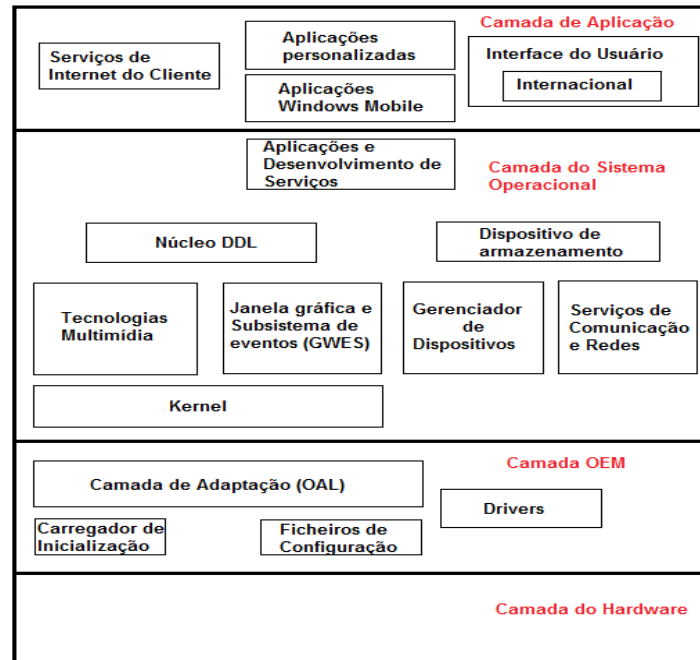 Camada de Aplicação
Serviços de
Internet do Cliente
Aplicações
personalizadas
Aplicações
Windows Mobile
Interface do Usuário
Internacional
Aplicações e
Desenvolvimento de
Serviços
Camada do Sistema
Operacional
Núcleo DDL
Dispositivo de
armazenamento
Tecnologias
Multimídia
Janela gráfica e
Subsistema de
eventos (GWES)
Gerenciador
de
Dispositivos
Serviços de
Comunicação
e Redes
Kernel
Camada OEM
Camada de Adaptação (OAL)
Drivers
Carregador de
Inicialização
Ficheiros de
Configuração
Camada do Hardware